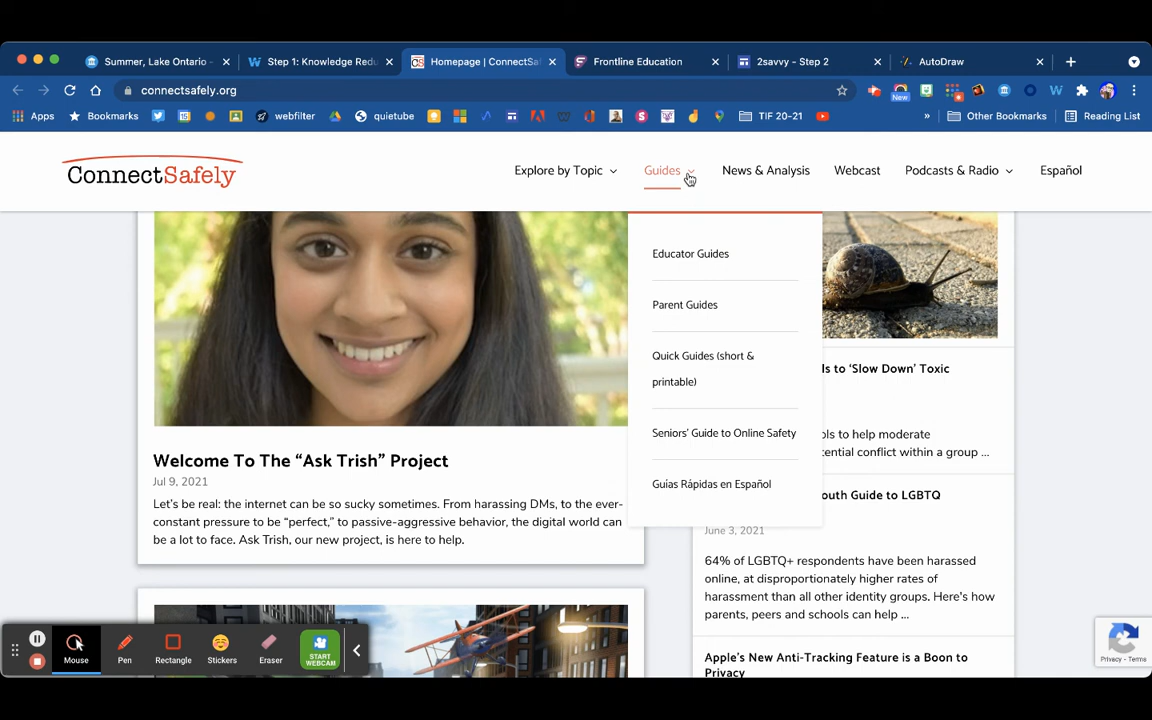 Summer, Lake Ontario -
Step 1: Knowledge Redu
Homepage | ConnectSaf
Frontline Education
2savvy - Step 2
AutoDraw
connectsafely.org
New
Apps
Bookmarks
webfilter
quietube
TIF 20-21
»
Other Bookmarks
Reading List
ConnectSafely
Explore by Topic
Guides
News & Analysis
Webcast
Podcasts & Radio
Español
Educator Guides
Parent Guides
Quick Guides (short &
printable)
Seniors' Guide to Online Safety
Guías Rápidas en Español
Welcome To The “Ask Trish” Project
Jul 9, 2021
Let's be real: the internet can be so sucky sometimes. From harassing DMs, to the ever-
constant pressure to be “perfect,” to passive-aggressive behavior, the digital world can
be a lot to face. Ask Trish, our new project, is here to help.
ls to ‘Slow Down’ Toxic
ols to help moderate
tential conflict within a group ...
outh Guide to LGBTQ
June 3, 2021
64% of LGBTQ+ respondents have been harassed
online, at disproportionately higher rates of
harassment than all other identity groups. Here's how
parents, peers and schools can help ...
Apple's New Anti-Tracking Feature is a Boon to
Privacy
Mouse
Pen
Rectangle
Stickers
Eraser
START
WEBCAM
Privacy - Terms